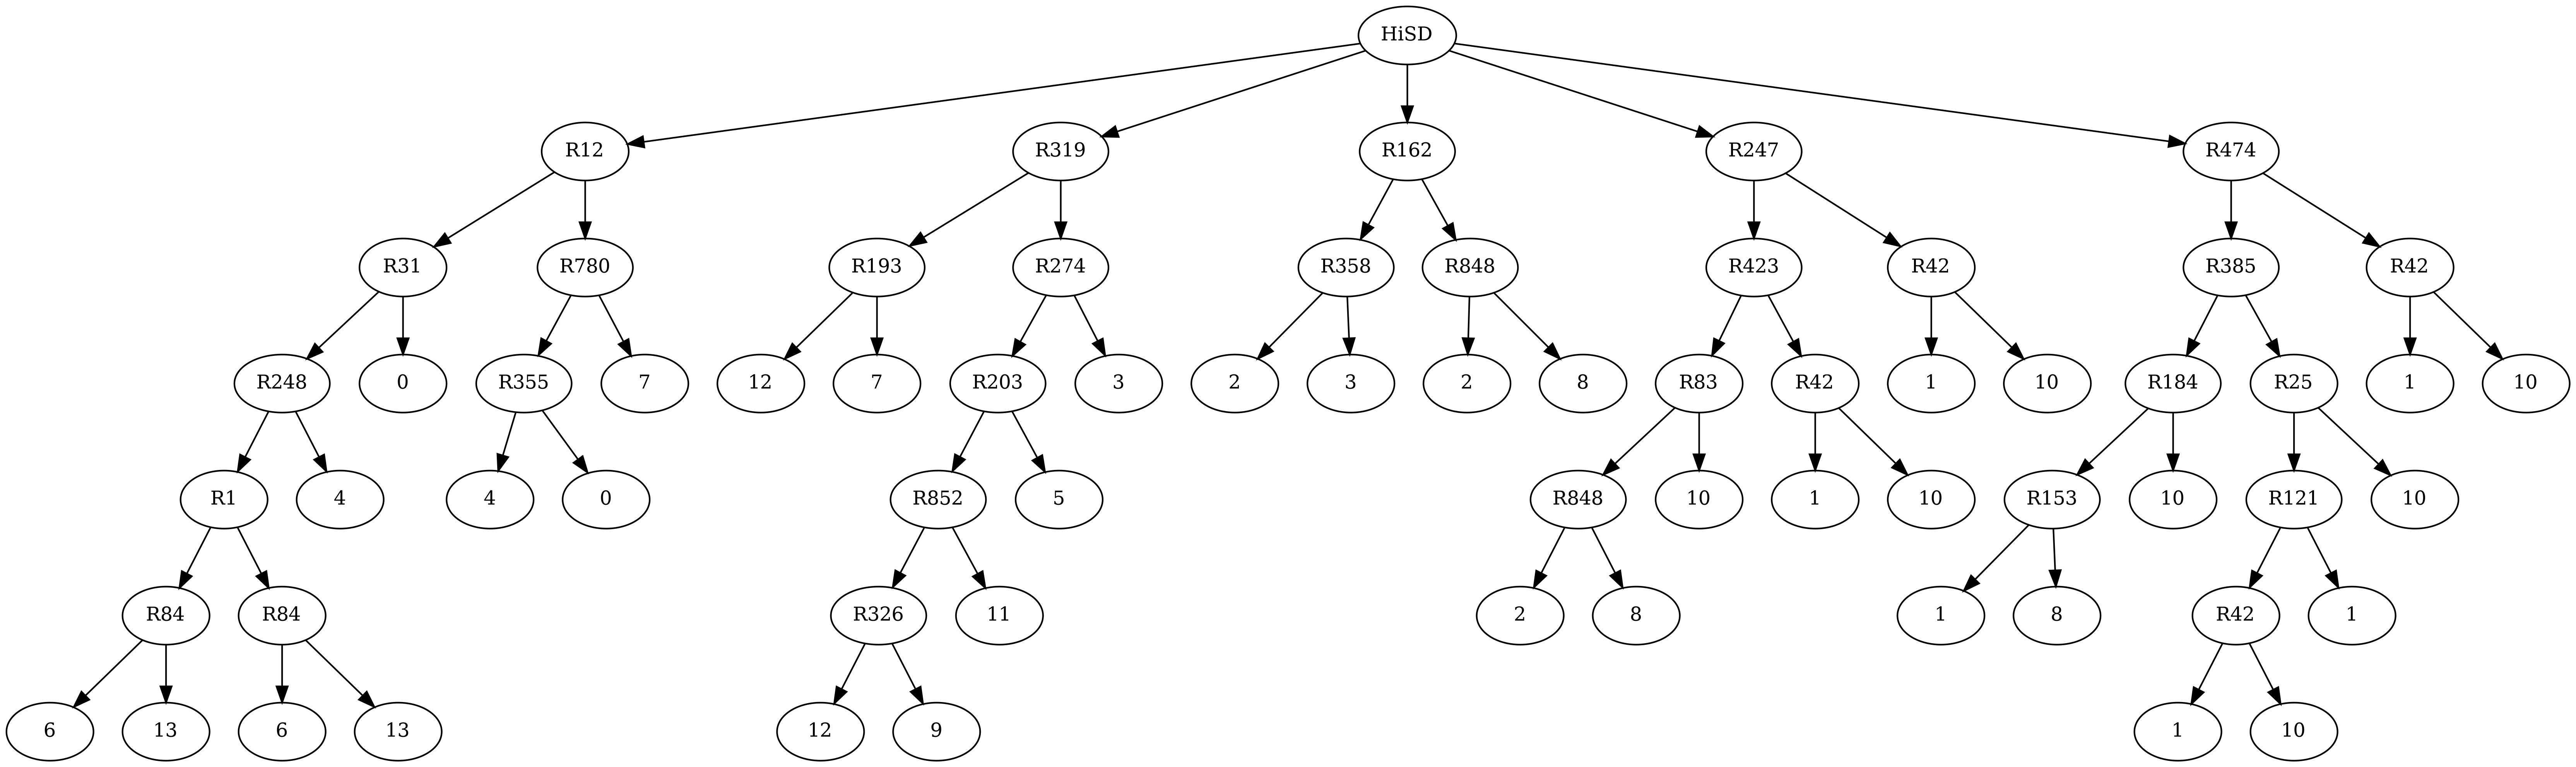 HiSD
R12 R319 R162 R247 R474
R31 R780 R193 R274 R358 R848 R423 R42 R385 R42
R248 0 R355 7 12 7 R203 3 2 3 2 8 R83 R42 1 10 R184 R25 1 10
R1 4 4 0 R852 5 R848 10 1 10 R153 10 R121 10
R84 R84 R326 11 2 8 1 8 R42 1
6 13 6 13 12 9 1 10